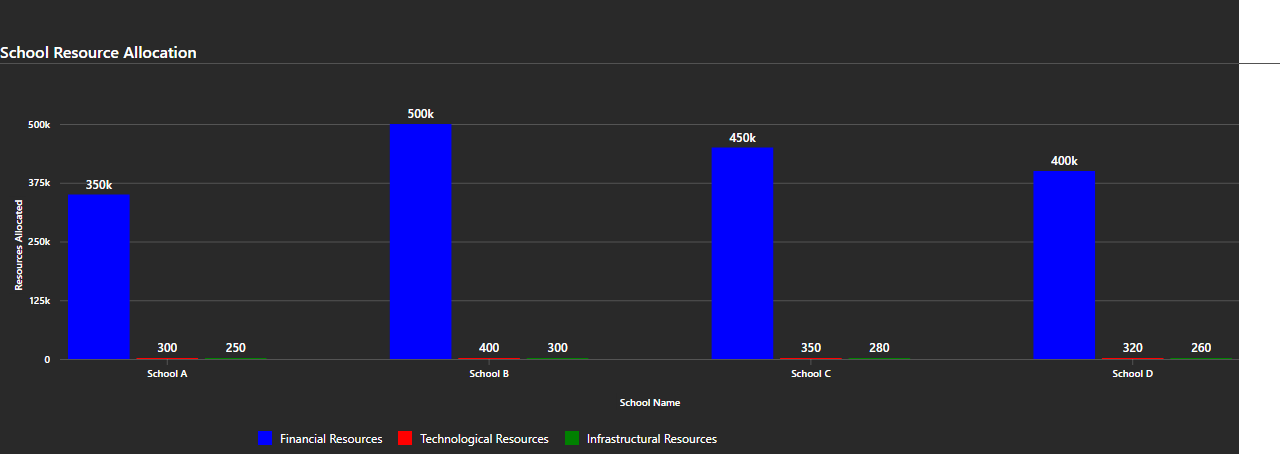 School Resource Allocation
500k
375k
250k
125k
0
Resources Allocated
350k
300
250
500k
400
300
450k
350
280
400k
320
260
School A
School B
School C
School D
School Name
Financial Resources
Technological Resources
Infrastructural Resources